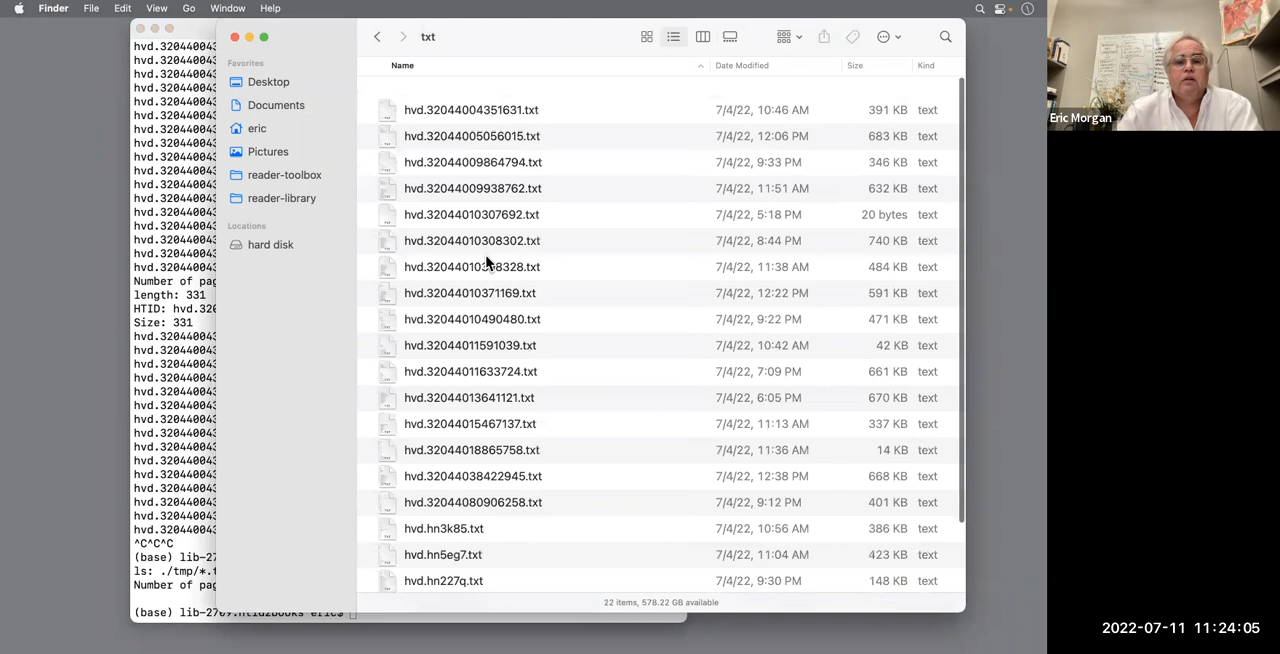 Finder File Edit View Go Window Help
hvd.32044004
Number of pag
length: 331
HTID: hvd.320
Size: 331
^C^C^C
(base) lib-27
ls: ./tmp/*.t
Number of pag
(base) lib-2709:htid2books eric$
Favorites
Desktop
Documents
eric
Pictures
reader-toolbox
reader-library
Locations
hard disk
txt
Name Date Modified Size Kind
hvd.32044004351631.txt 7/4/22, 10:46 AM 391 KB text
hvd.32044005056015.txt 7/4/22, 12:06 PM 683 KB text
hvd.32044009864794.txt 7/4/22, 9:33 PM 346 KB text
hvd.32044009938762.txt 7/4/22, 11:51 AM 632 KB text
hvd.32044010307692.txt 7/4/22, 5:18 PM 20 bytes text
hvd.32044010308302.txt 7/4/22, 8:44 PM 740 KB text
hvd.32044010308328.txt 7/4/22, 11:38 AM 484 KB text
hvd.32044010371169.txt 7/4/22, 12:22 PM 591 KB text
hvd.32044010490480.txt 7/4/22, 9:22 PM 471 KB text
hvd.32044011591039.txt 7/4/22, 10:42 AM 42 KB text
hvd.32044011633724.txt 7/4/22, 7:09 PM 661 KB text
hvd.32044013641121.txt 7/4/22, 6:05 PM 670 KB text
hvd.32044015467137.txt 7/4/22, 11:13 AM 337 KB text
hvd.32044018865758.txt 7/4/22, 11:36 AM 14 KB text
hvd.32044038422945.txt 7/4/22, 12:38 PM 668 KB text
hvd.32044080906258.txt 7/4/22, 9:12 PM 401 KB text
hvd.hn3k85.txt 7/4/22, 10:56 AM 386 KB text
hvd.hn5eg7.txt 7/4/22, 11:04 AM 423 KB text
hvd.hn227q.txt 7/4/22, 9:30 PM 148 KB text
22 items, 578.22 GB available
Eric Morgan
2022-07-11 11:24:05